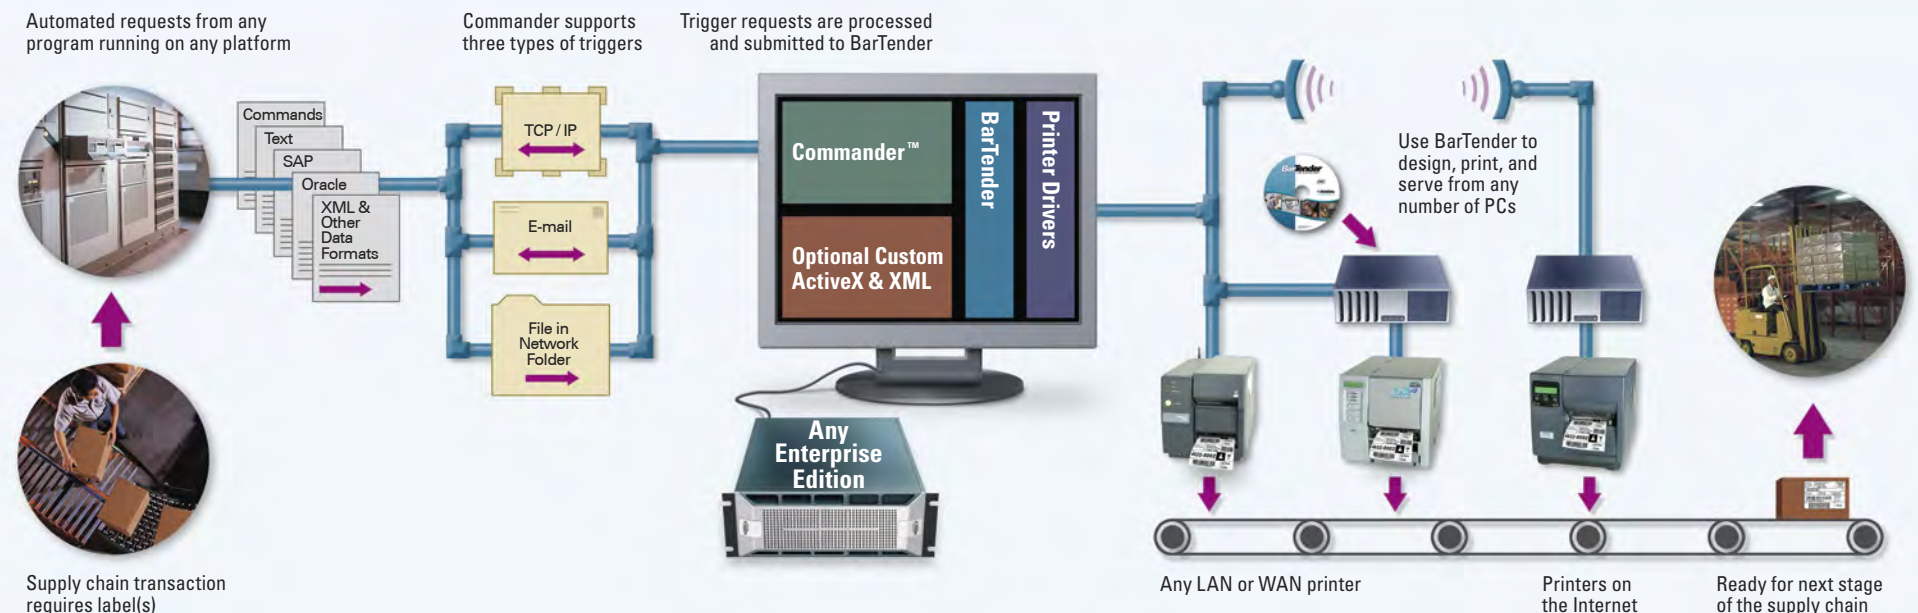 Automated requests from any
program running on any platform
Commander supports
three types of triggers
Trigger requests are processed
and submitted to BarTender
Commands
Text
SAP
Oracle
XML &
Other
Data
Formats
TCP / IP
E-mail
File in
Network
Folder
Commander™
Optional Custom
ActiveX & XML
BarTender
Printer Drivers
Any
Enterprise
Edition
BarTender
Use BarTender to
design, print, and
serve from any
number of PCs
Supply chain transaction
requires label(s)
Any LAN or WAN printer
Printers on
the Internet
Ready for next stage
of the supply chain